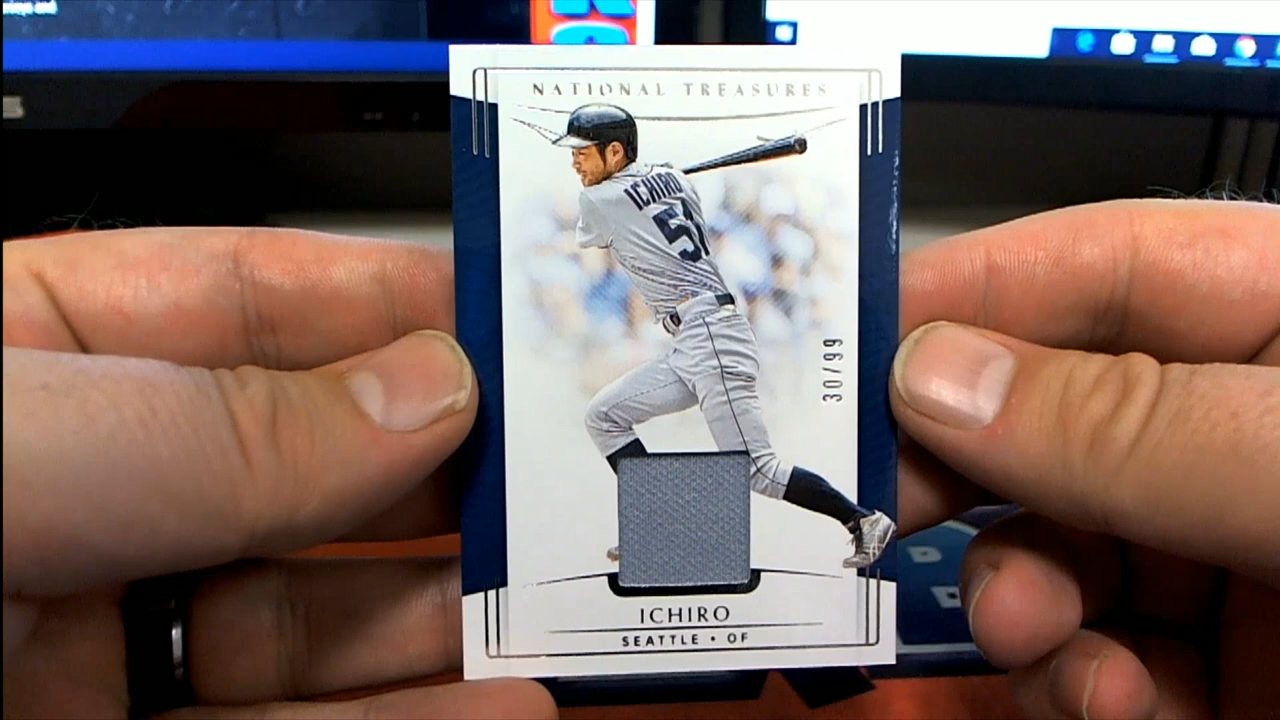 NATIONAL TREASURES
ICHIRO
51
30/99
ICHIRO
SEATTLE • OF